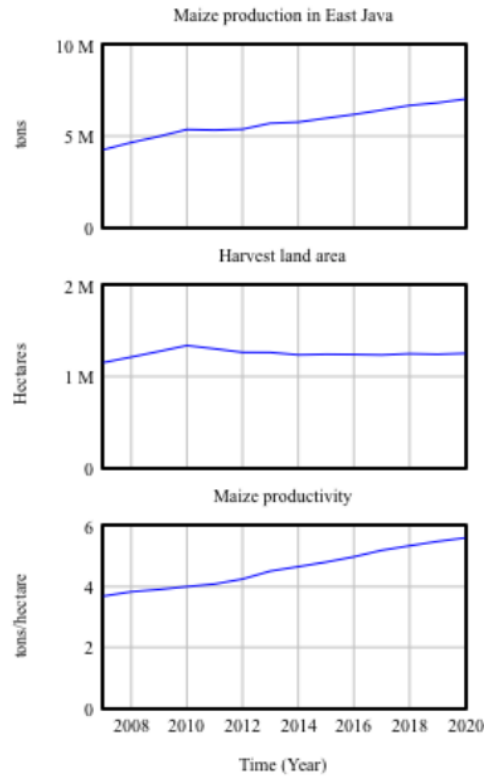 Maize production in East Java
10 M
tons
5 M
0
Harvest land area
2 M
Hectares
1 M
0
Maize productivity
6
tons/hectare
4
2
0
2008 2010 2012 2014 2016 2018 2020
Time (Year)